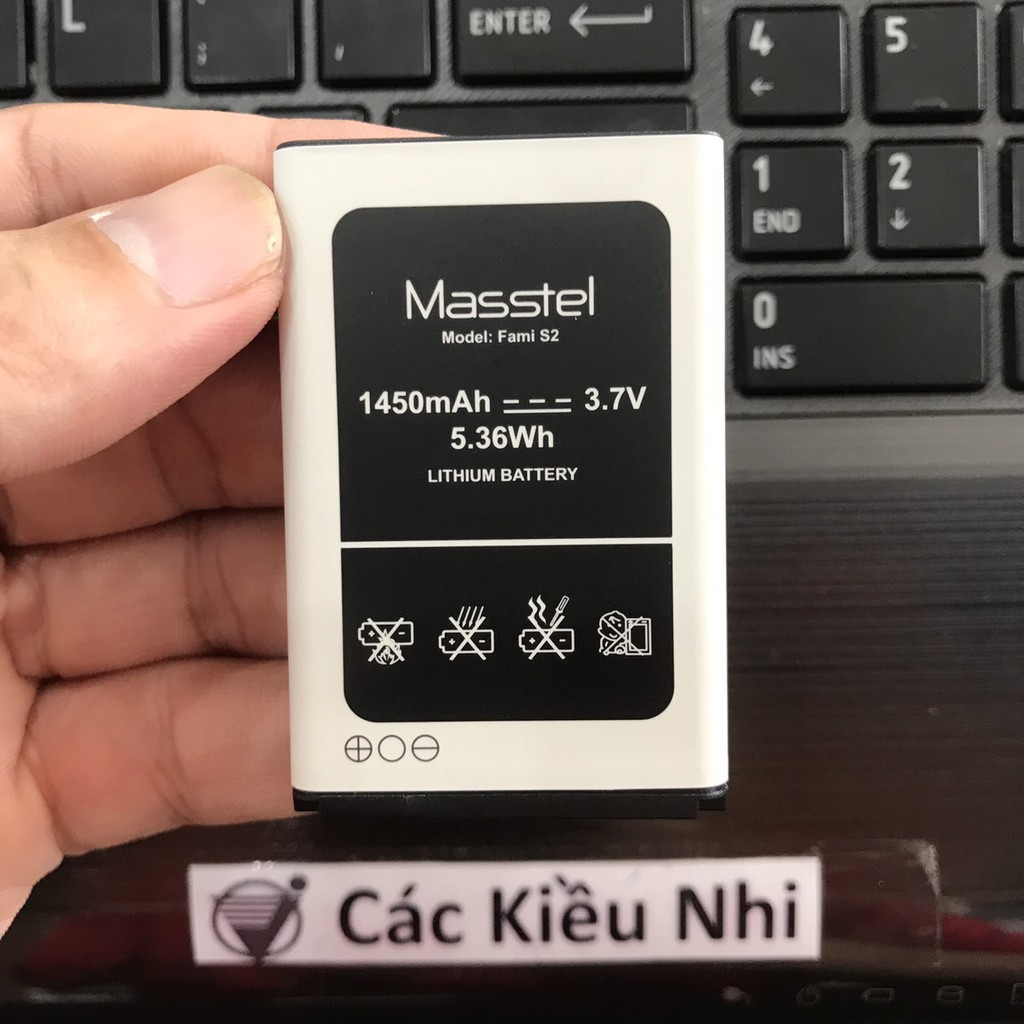 L
ENTER
4
5
1
END
2
0
INS
Masstel
Model: Fami S2
1450mAh 3.7V
5.36Wh
LITHIUM BATTERY
Các Kiều Nhi